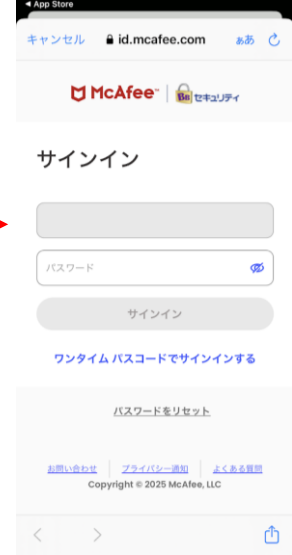 ◀ App Store
キャンセル id.mcafee.com ぁあ
McAfee™ Bb セキュリティ
サインイン
パスワード
サインイン
ワンタイム パスコードでサインインする
パスワードをリセット
お問い合わせ プライバシー通知 よくある質問
Copyright © 2025 McAfee, LLC